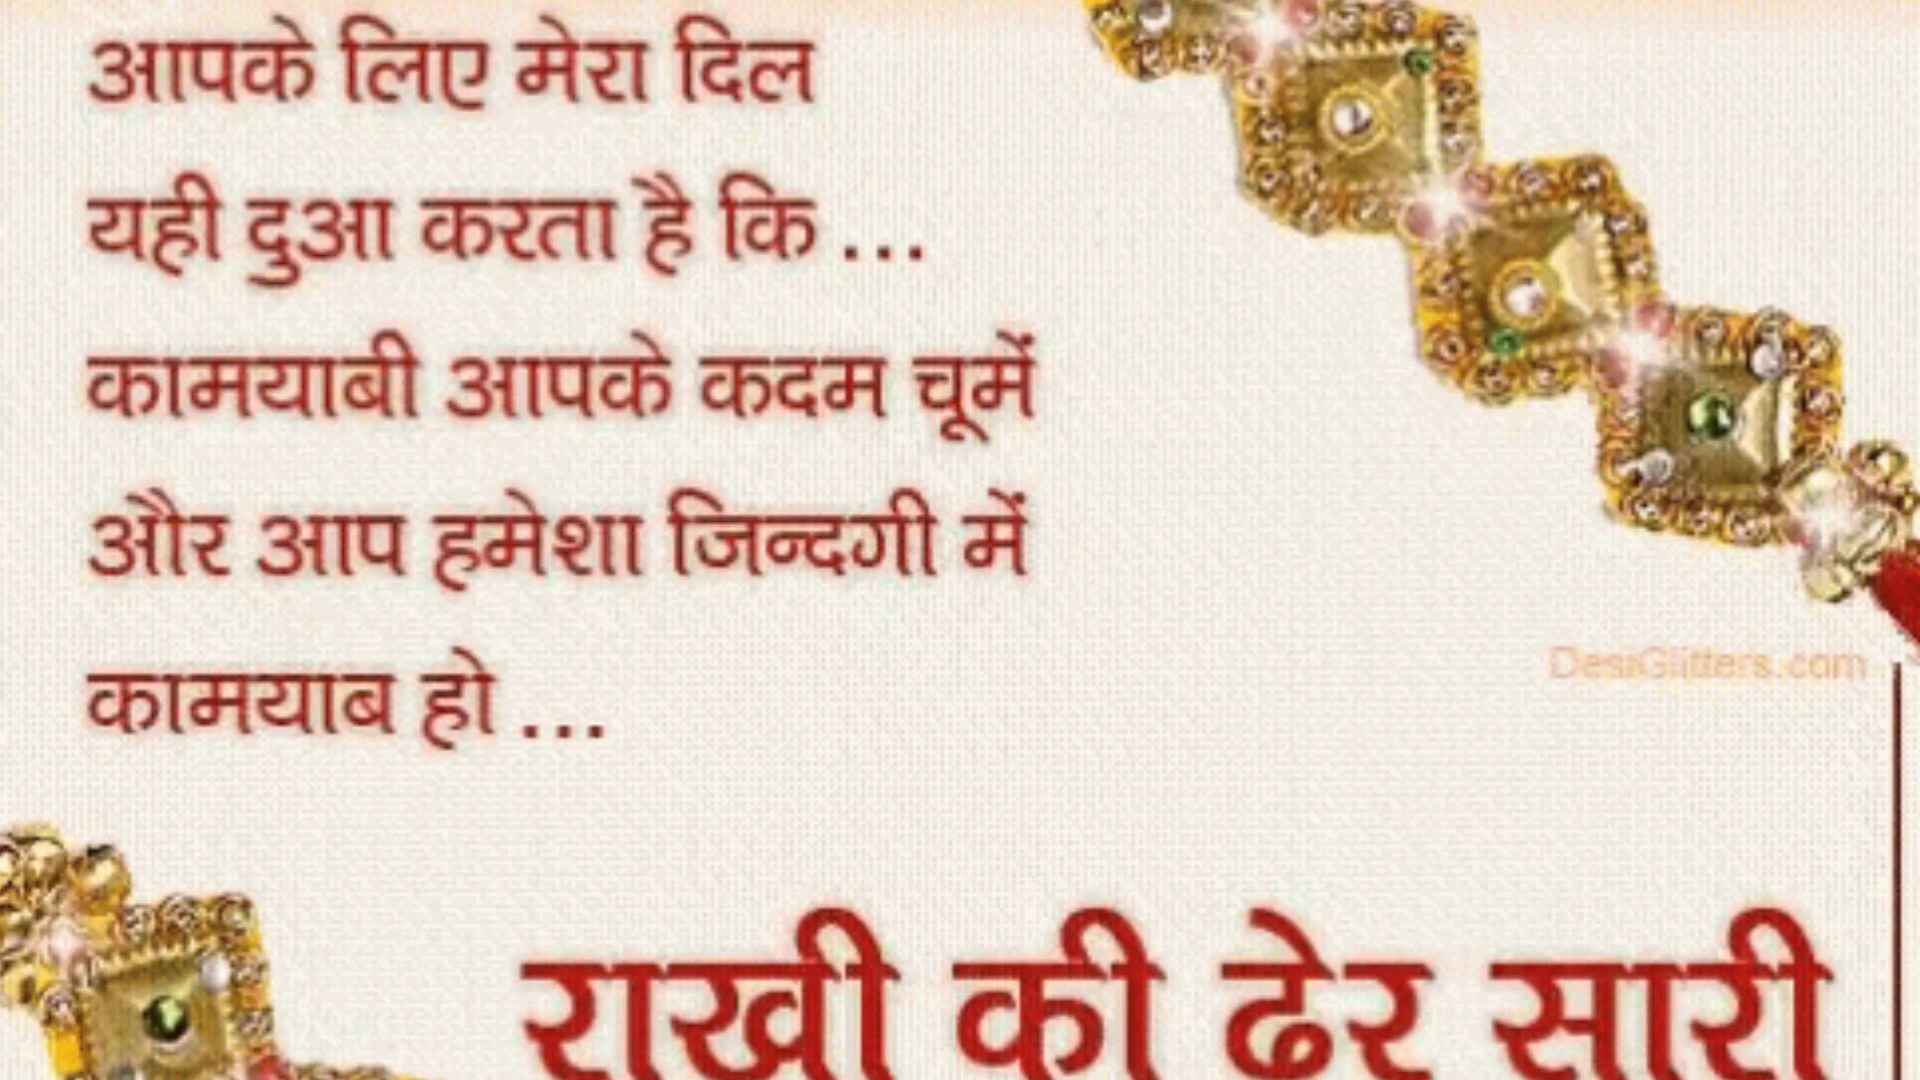 आपके लिए मेरा दिल
यही दुआ करता है कि ...
कामयाबी आपके कदम चूमें
और आप हमेशा जिन्दगी में
कामयाब हो ...
DesiGlitters.com
राखी की ढेर सारी